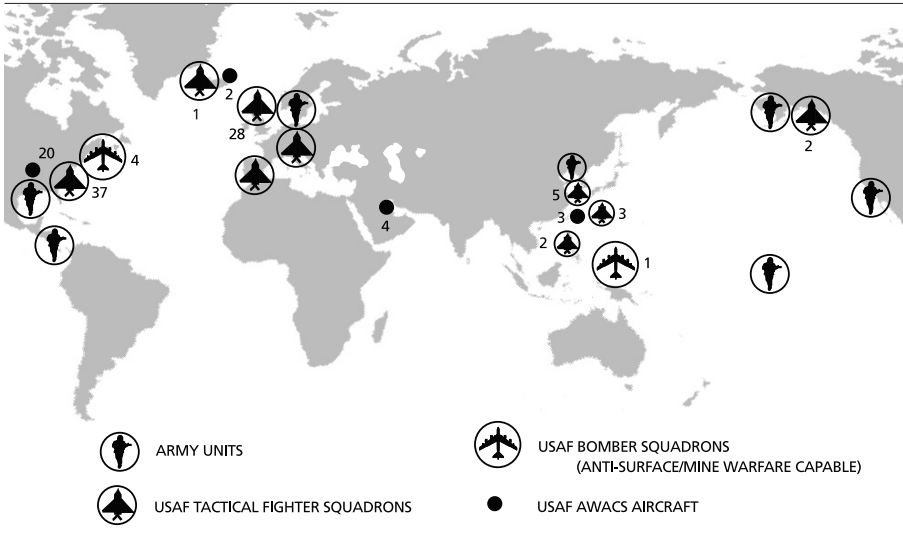 2
1
28
20
4
37
2
5
3
3
4
2
1
ARMY UNITS
USAF BOMBER SQUADRONS
(ANTI-SURFACE/MINE WARFARE CAPABLE)
USAF TACTICAL FIGHTER SQUADRONS
USAF AWACS AIRCRAFT